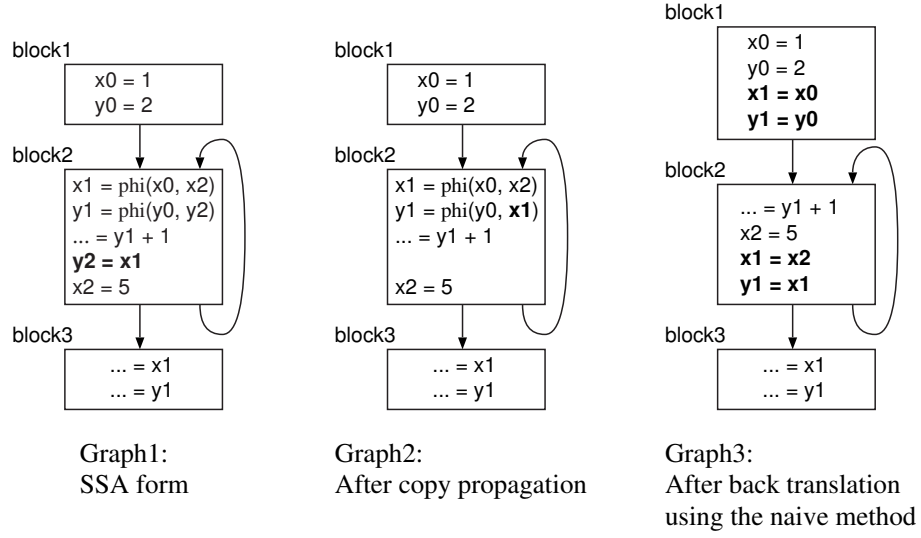 block1
x0 = 1
y0 = 2
block2
x1 = phi(x0, x2)
y1 = phi(y0, y2)
... = y1 + 1
y2 = x1
x2 = 5
block3
... = x1
... = y1
Graph1:
SSA form
block1
x0 = 1
y0 = 2
block2
x1 = phi(x0, x2)
y1 = phi(y0, x1)
... = y1 + 1
x2 = 5
block3
... = x1
... = y1
Graph2:
After copy propagation
block1
x0 = 1
y0 = 2
x1 = x0
y1 = y0
block2
... = y1 + 1
x2 = 5
x1 = x2
y1 = x1
block3
... = x1
... = y1
Graph3:
After back translation
using the naive method